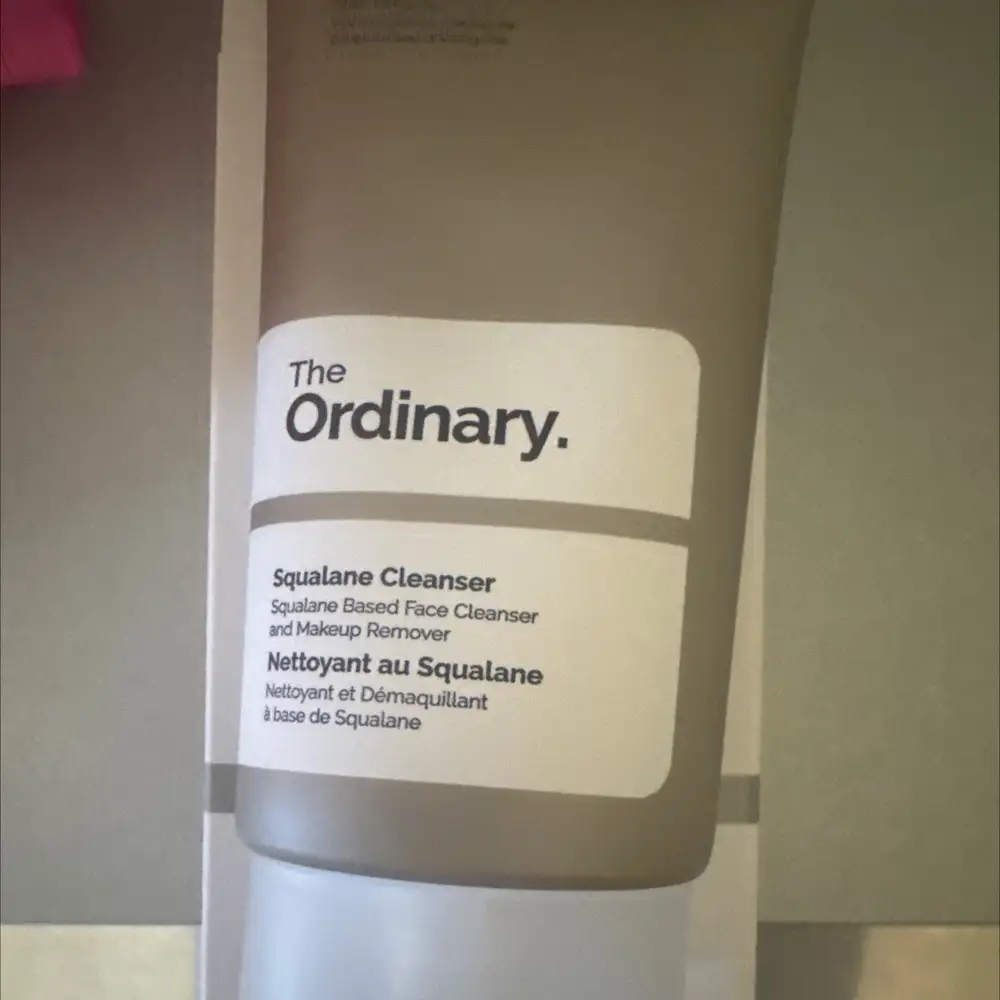 The
Ordinary.
Squalane Cleanser
Squalane Based Face Cleanser
and Makeup Remover
Nettoyant au Squalane
Nettoyant et Démaquillant
à base de Squalane